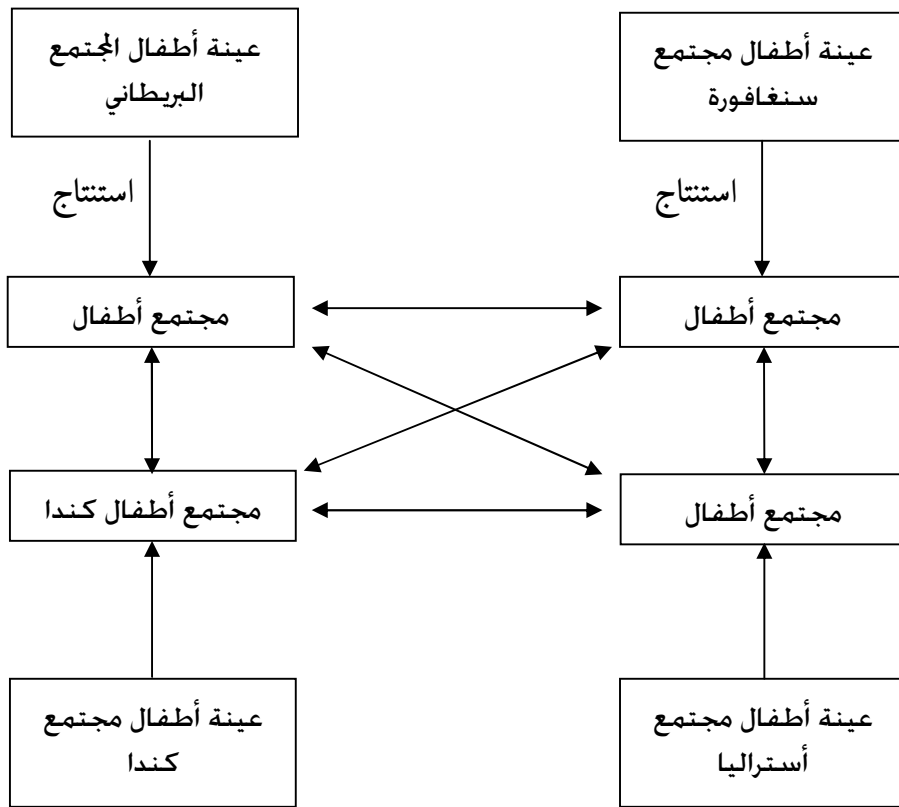 عينة أطفال مجتمع
سنغافورة
عينة أطفال المجتمع
البريطاني
استنتاج
استنتاج
مجتمع أطفال
مجتمع أطفال
مجتمع أطفال
مجتمع أطفال كندا
عينة أطفال مجتمع
أستراليا
عينة أطفال مجتمع
كندا